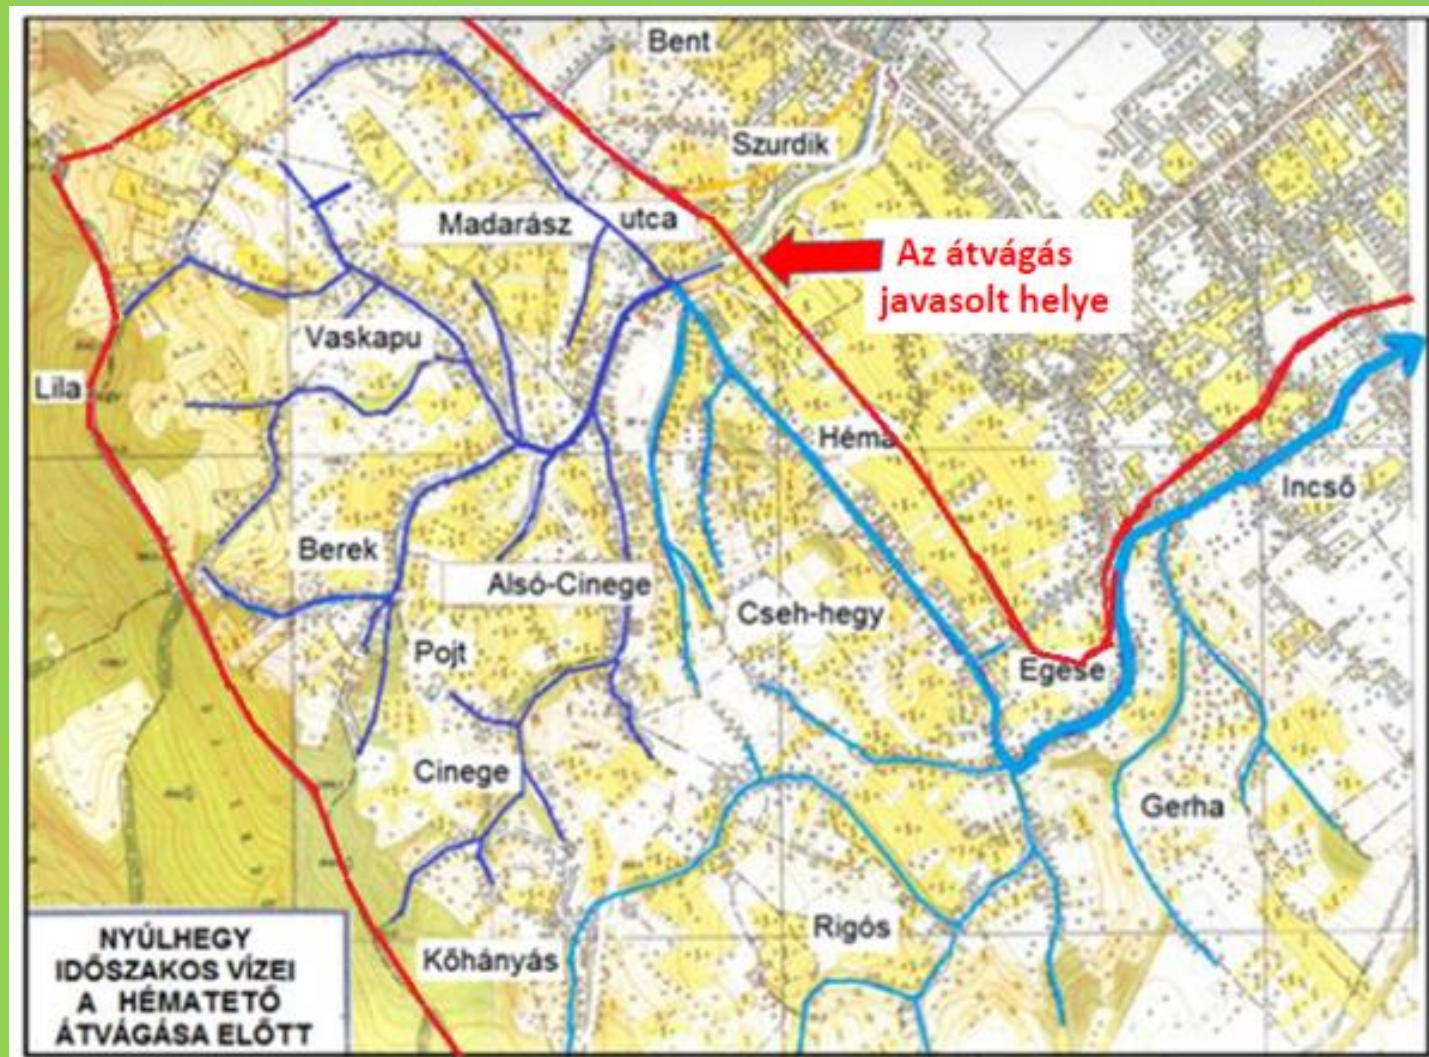 Bent
Szurdik
Madarász utca
Az átvágás
javasolt helye
Vaskapu
Lila
Héma
Incső
Berek
Alsó-Cinege
Cseh-hegy
Pojt
Egese
Cinege
Gerha
Rigós
Kőhányás
NYÚLHEGY
IDŐSZAKOS VÍZEI
A HÉMATETŐ
ÁTVÁGÁSA ELŐTT